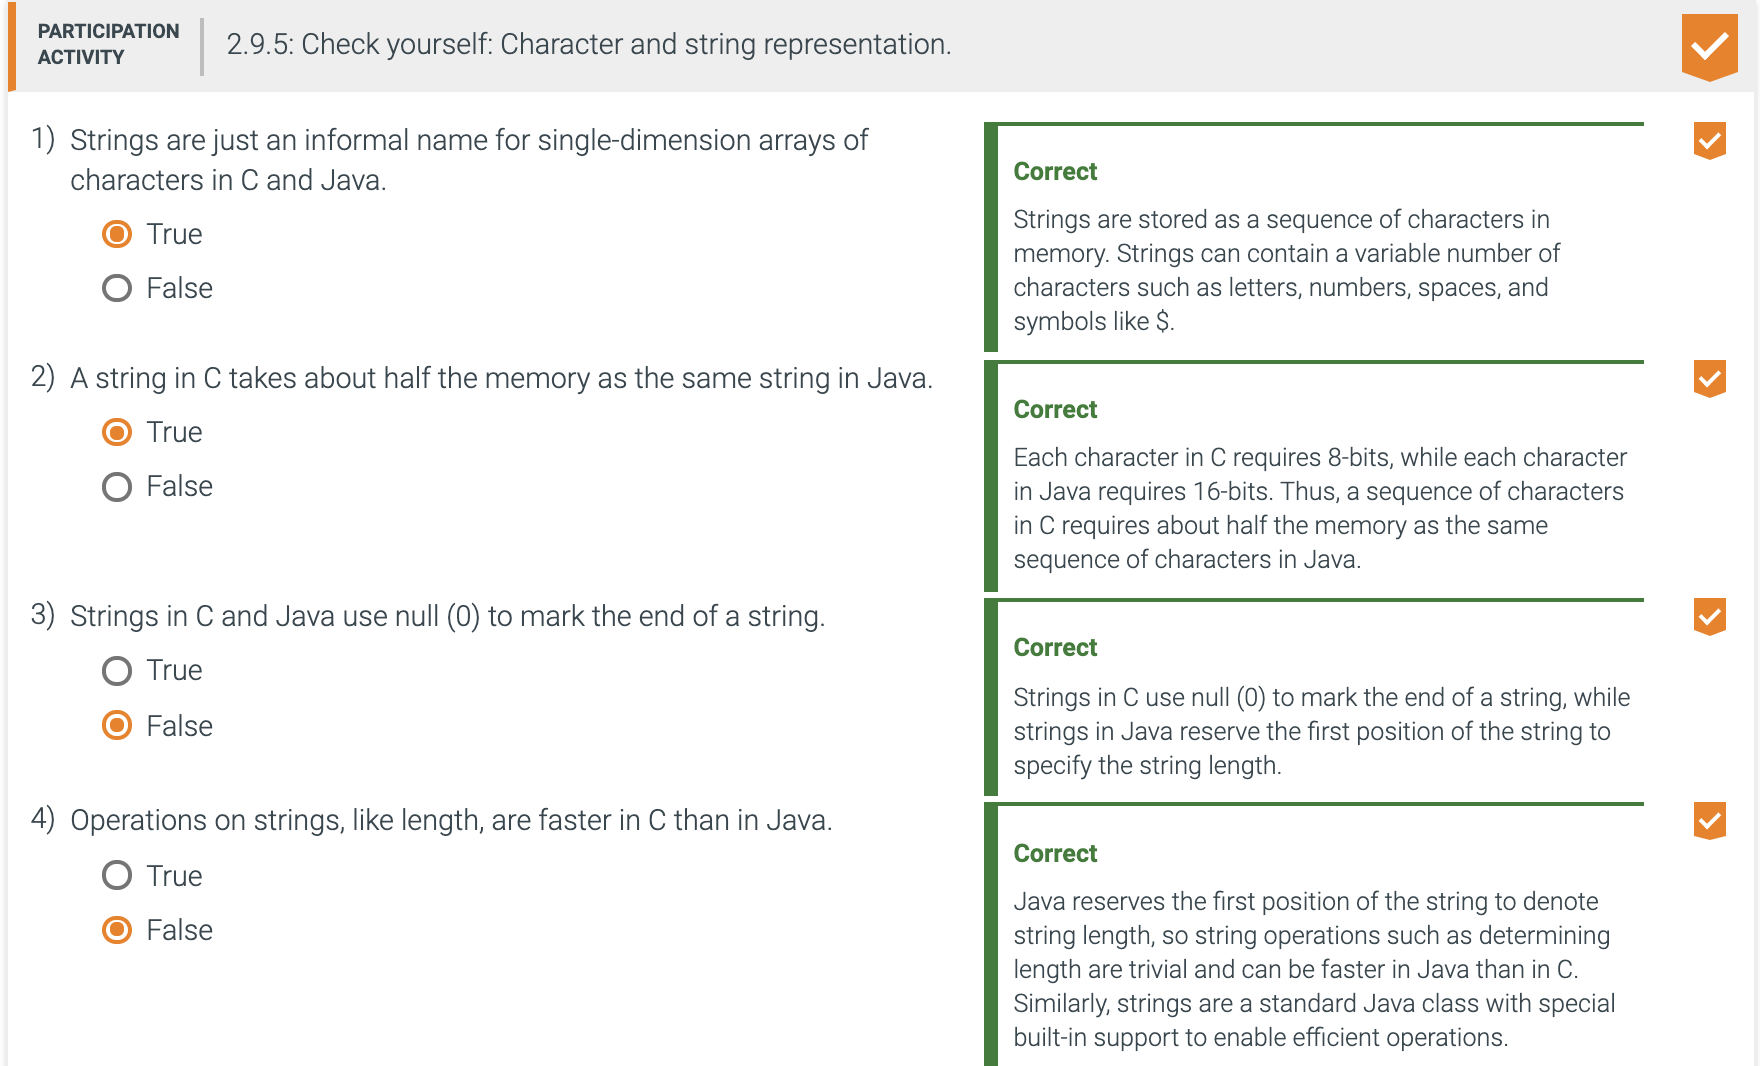 PARTICIPATION
ACTIVITY
2.9.5: Check yourself: Character and string representation.
1) Strings are just an informal name for single-dimension arrays of
characters in C and Java.
True
False
Correct
Strings are stored as a sequence of characters in
memory. Strings can contain a variable number of
characters such as letters, numbers, spaces, and
symbols like $.
2) A string in C takes about half the memory as the same string in Java.
True
False
Correct
Each character in C requires 8-bits, while each character
in Java requires 16-bits. Thus, a sequence of characters
in C requires about half the memory as the same
sequence of characters in Java.
3) Strings in C and Java use null (0) to mark the end of a string.
True
False
Correct
Strings in C use null (0) to mark the end of a string, while
strings in Java reserve the first position of the string to
specify the string length.
4) Operations on strings, like length, are faster in C than in Java.
True
False
Correct
Java reserves the first position of the string to denote
string length, so string operations such as determining
length are trivial and can be faster in Java than in C.
Similarly, strings are a standard Java class with special
built-in support to enable efficient operations.